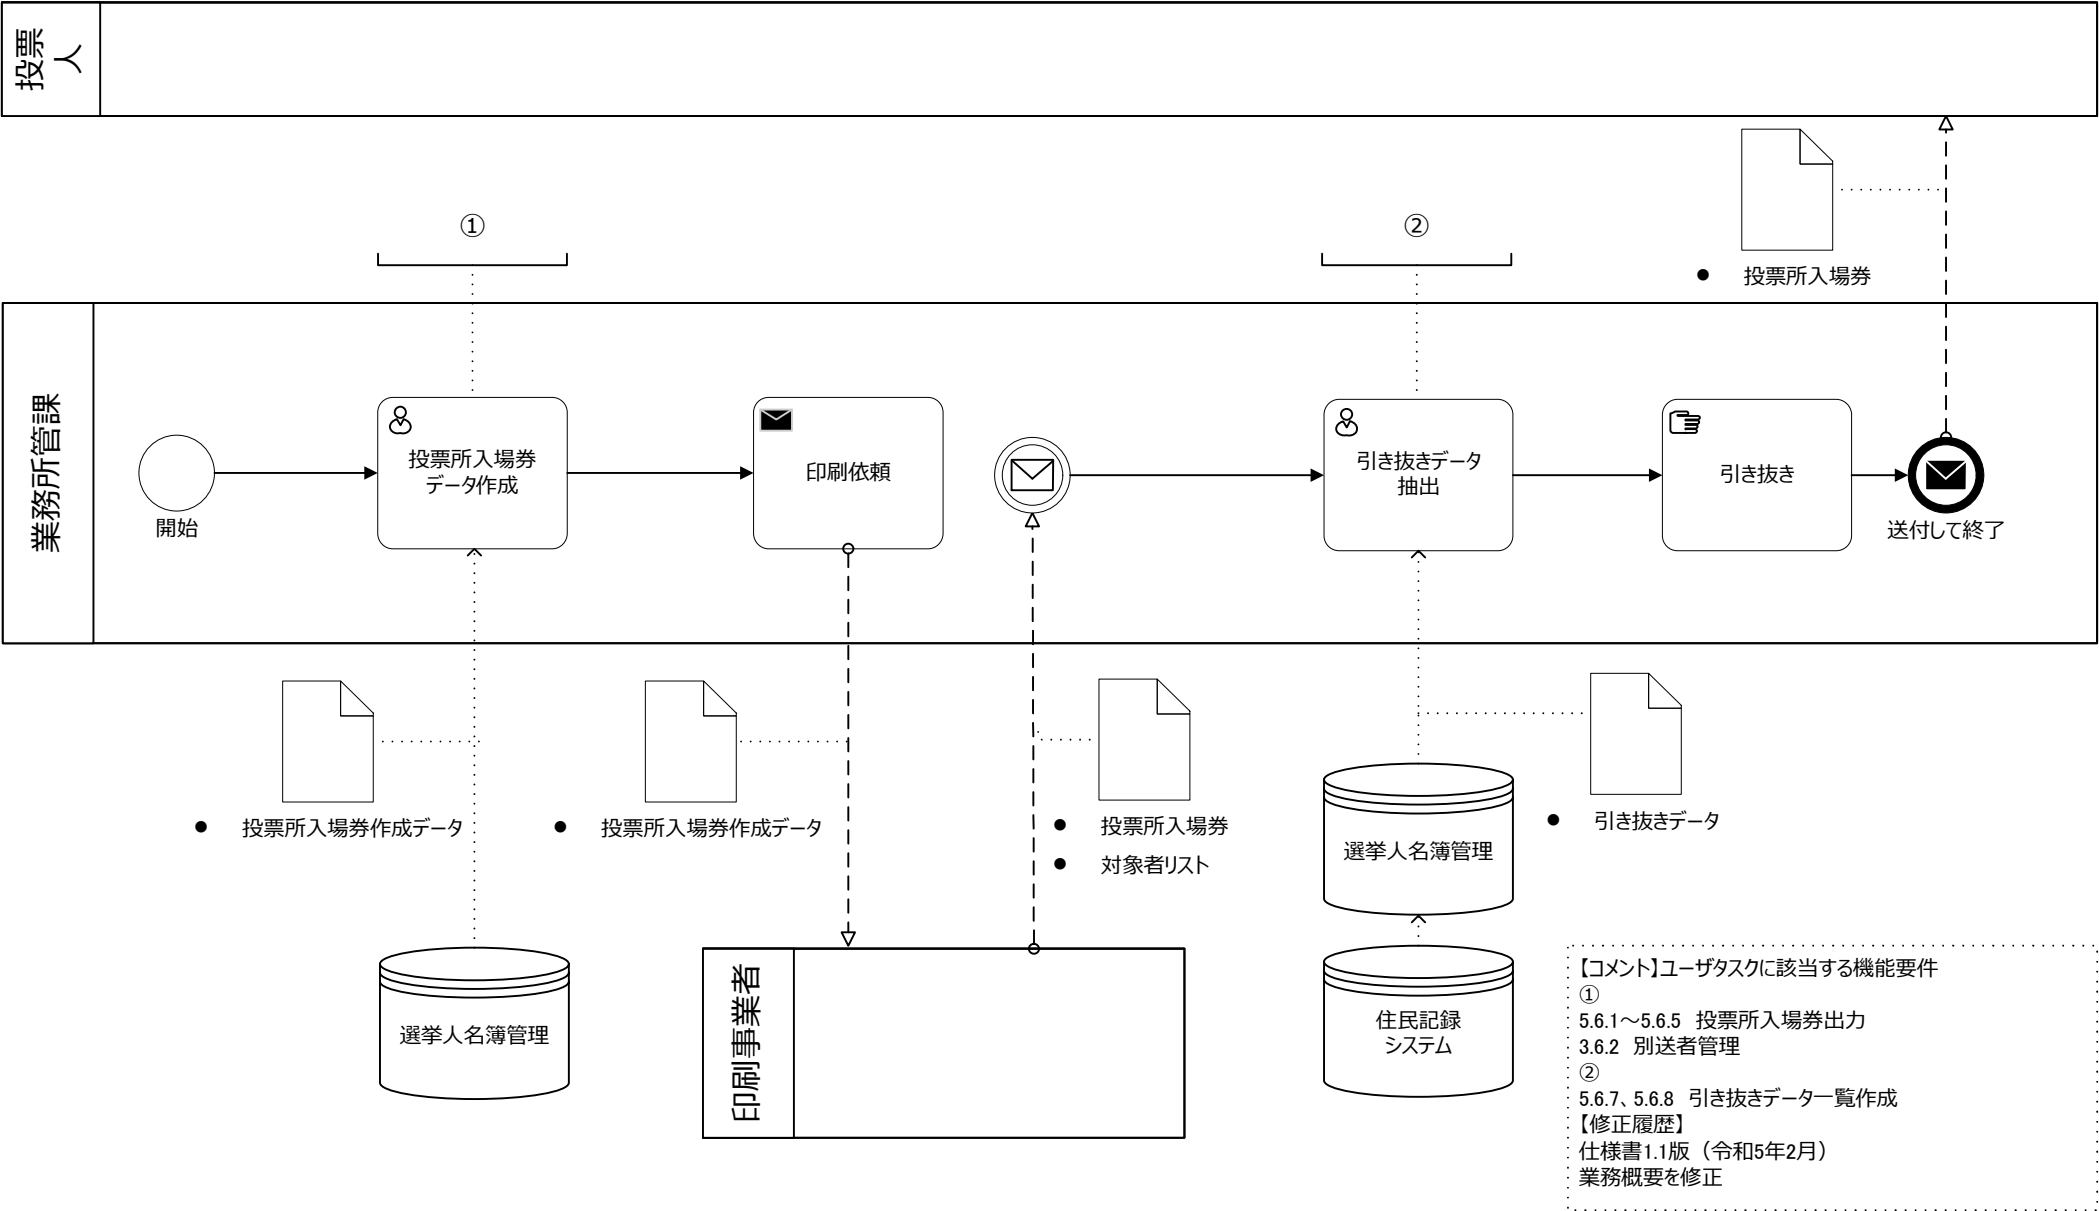 投票
人
①
②
● 投票所入場券
業務所管課
開始
投票所入場券
データ作成
印刷依頼
引き抜きデータ
抽出
引き抜き
送付して終了
● 投票所入場券作成データ
● 投票所入場券作成データ
● 投票所入場券
● 対象者リスト
● 引き抜きデータ
選挙人名簿管理
選挙人名簿管理
印刷事業者
住民記録
システム
【コメント】ユーザタスクに該当する機能要件
①
5.6.1～5.6.5 投票所入場券出力
3.6.2 別送者管理
②
5.6.7、5.6.8 引き抜きデータ一覧作成
【修正履歴】
仕様書1.1版（令和5年2月）
業務概要を修正